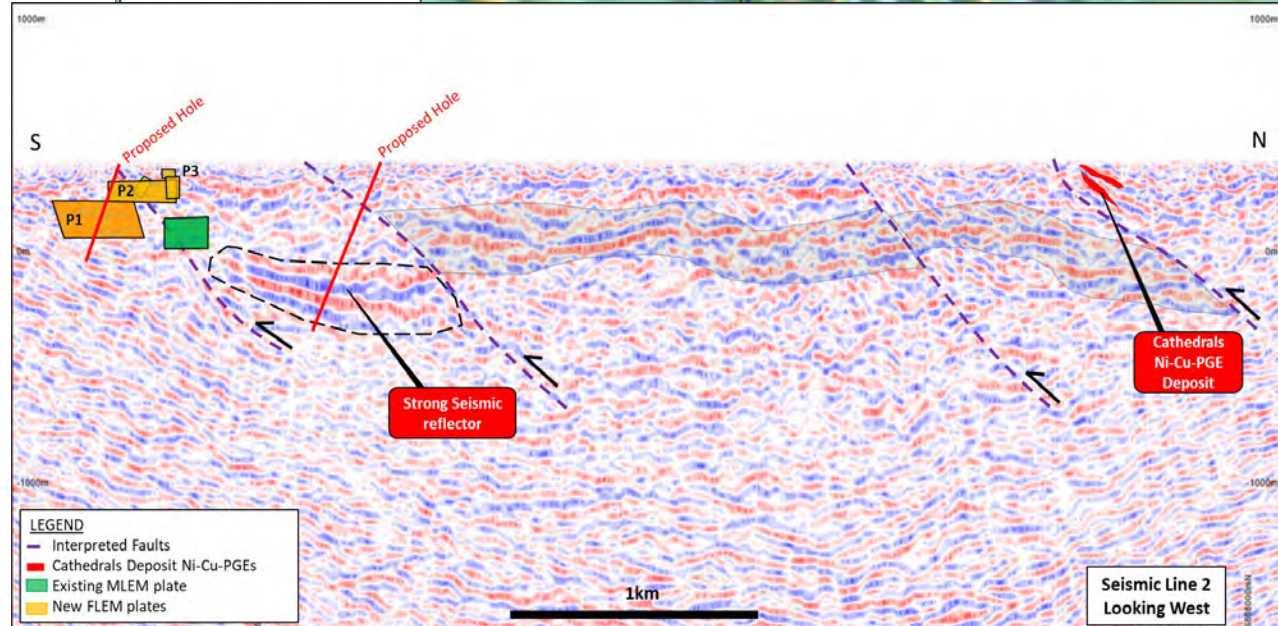 1000m
1000m
S
Proposed Hole
Proposed Hole
N
P3
P2
P1
0m
0m
Cathedrals
Ni-Cu-PGE
Deposit
Strong Seismic
reflector
-1000m
-1000m
LEGEND
Interpreted Faults
Cathedrals Deposit Ni-Cu-PGEs
Existing MLEM plate
New FLEM plates
1km
Seismic Line 2
Looking West